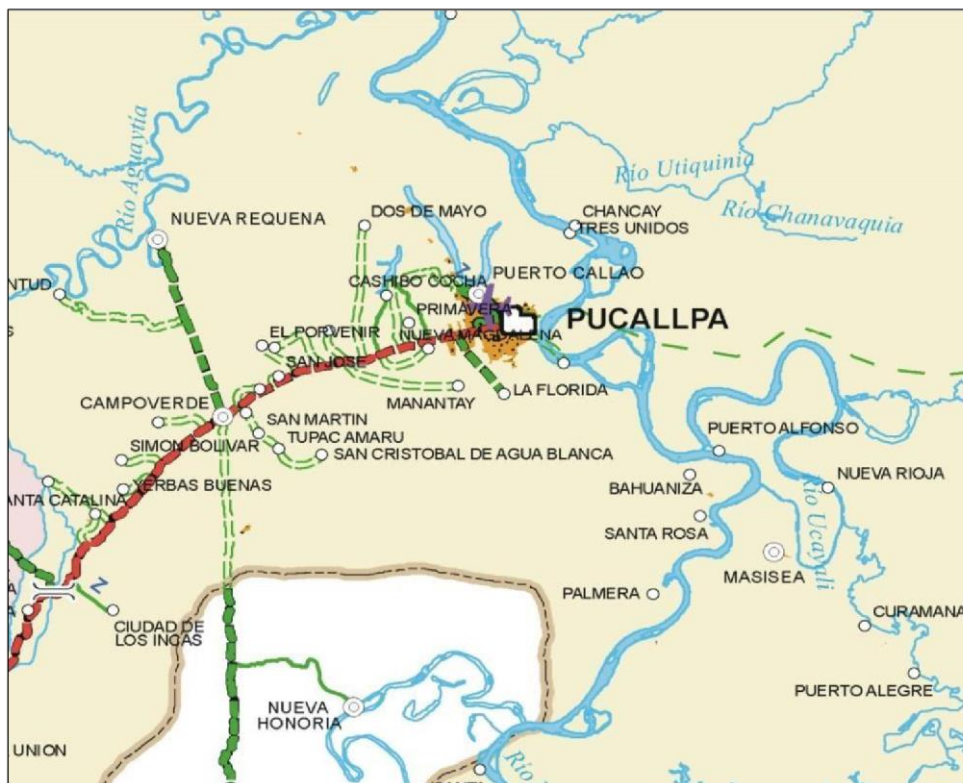 Río Aguaytía
Río Utiquinia
Río Chanavaquia
NUEVA REQUENA
DOS DE MAYO
CHANCAY
TRES UNIDOS
NTUD
CASHIBO COCHA
PUERTO CALLAO
PRIMAVERA
PUCALLPA
EL PORVENIR
NUEVA MAGDALENA
SAN JOSE
LA FLORIDA
MANANTAY
CAMPOVERDE
SAN MARTIN
TUPAC AMARU
SIMON BOLIVAR
SAN CRISTOBAL DE AGUA BLANCA
PUERTO ALFONSO
YERBAS BUENAS
BAHUANIZA
NUEVA RIOJA
ANTA CATALINA
SANTA ROSA
Río Ucayali
MASISEA
PALMERA
CIUDAD DE
LOS INCAS
CURAMANA
PUERTO ALEGRE
NUEVA
HONORIA
UNION
Río